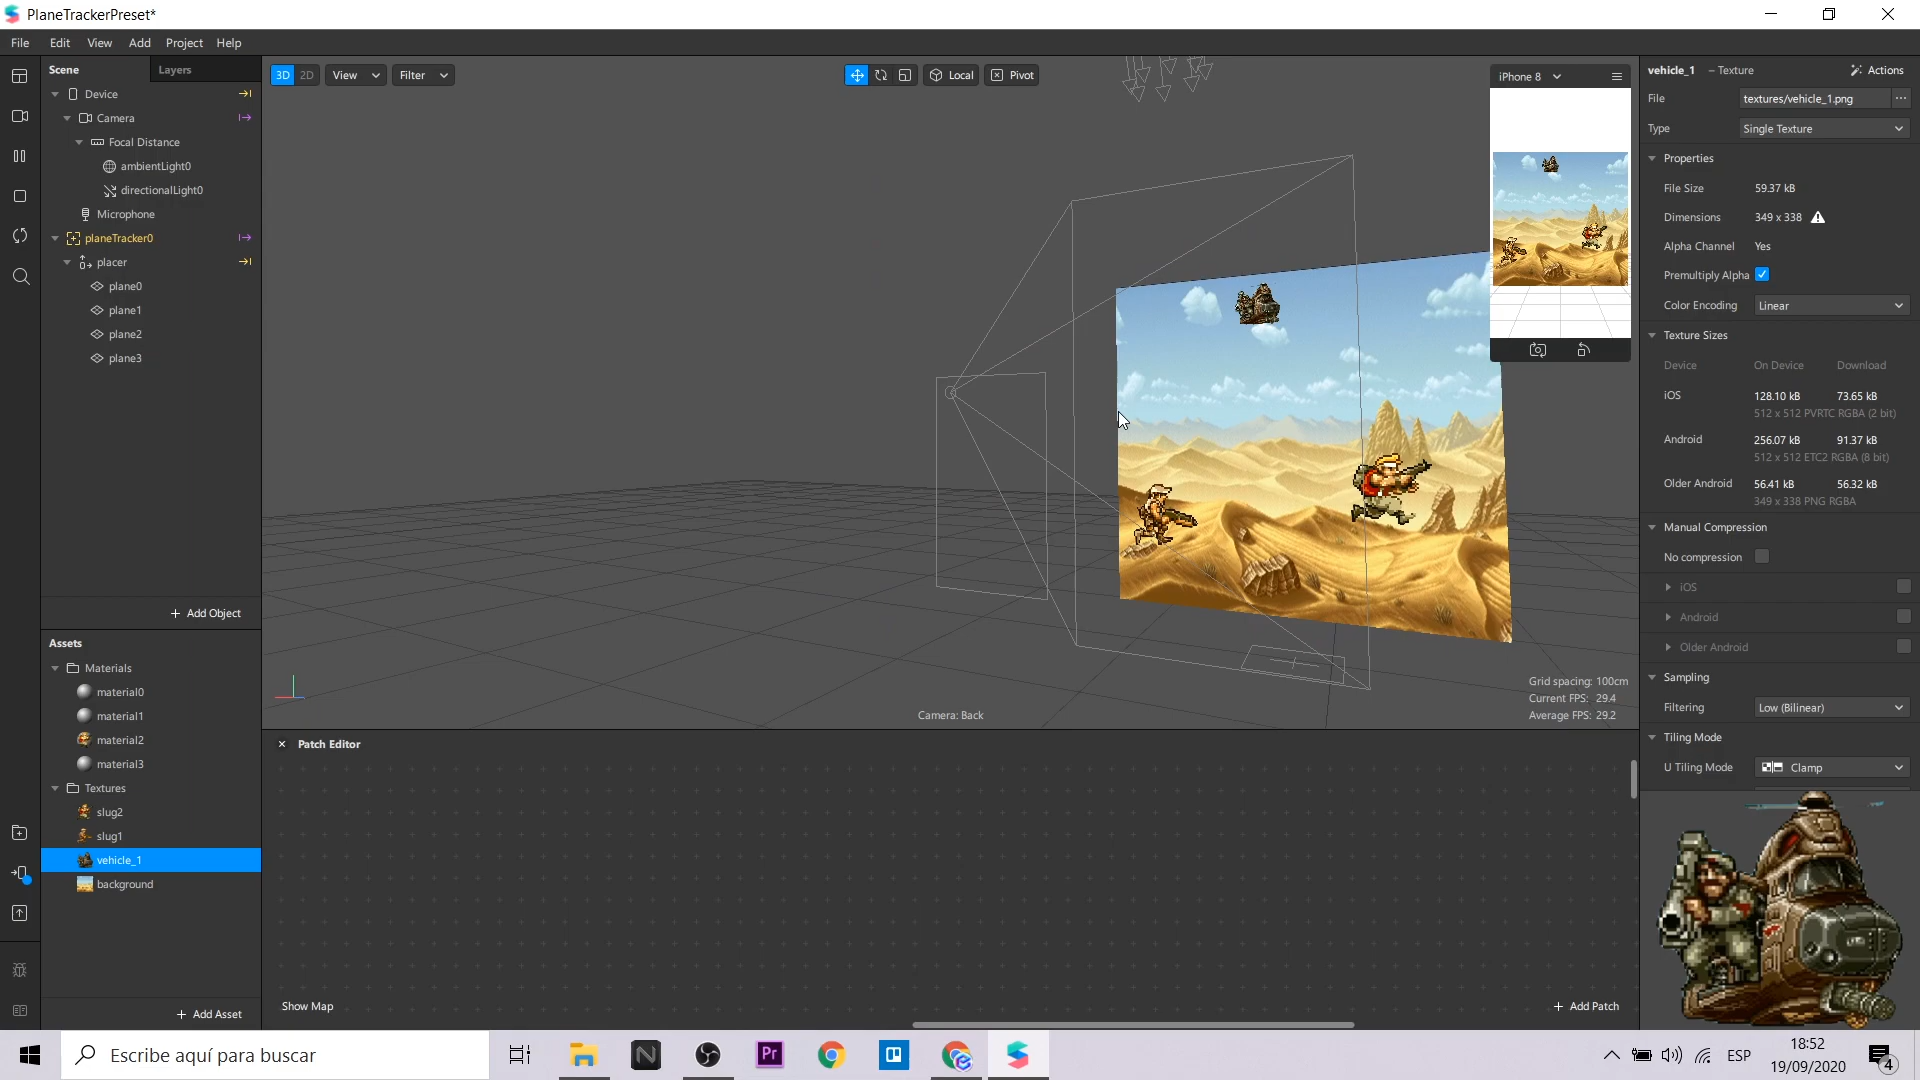 PlaneTrackerPreset*
File Edit View Add Project Help
Scene Layers
Device
Camera
Focal Distance
ambientLight0
directionalLight0
Microphone
planeTracker0
placer
plane0
plane1
plane2
plane3
+ Add Object
Assets
Materials
material0
material1
material2
material3
Textures
slug2
slug1
vehicle_1
background
+ Add Asset
3D 2D View Filter
Local Pivot
iPhone 8
Grid spacing: 100cm
Current FPS: 29.4
Average FPS: 29.2
Camera: Back
× Patch Editor
Show Map
+ Add Patch
vehicle_1 – Texture Actions
File textures/vehicle_1.png ...
Type Single Texture
Properties
File Size 59.37 kB
Dimensions 349 x 338
Alpha Channel Yes
Premultiply Alpha
Color Encoding Linear
Texture Sizes
Device On Device Download
iOS 128.10 kB 73.65 kB
512 x 512 PVRTC RGBA (2 bit)
Android 256.07 kB 91.37 kB
512 x 512 ETC2 RGBA (8 bit)
Older Android 56.41 kB 56.32 kB
349 x 338 PNG RGBA
Manual Compression
No compression
iOS
Android
Older Android
Sampling
Filtering Low (Bilinear)
Tiling Mode
U Tiling Mode Clamp
Escribe aquí para buscar
N
Pr
ESP
18:52
19/09/2020
4